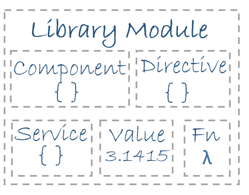 Library Module
Component Directive
{ } { }
Service Value Fn
{ } 3.1415 λ